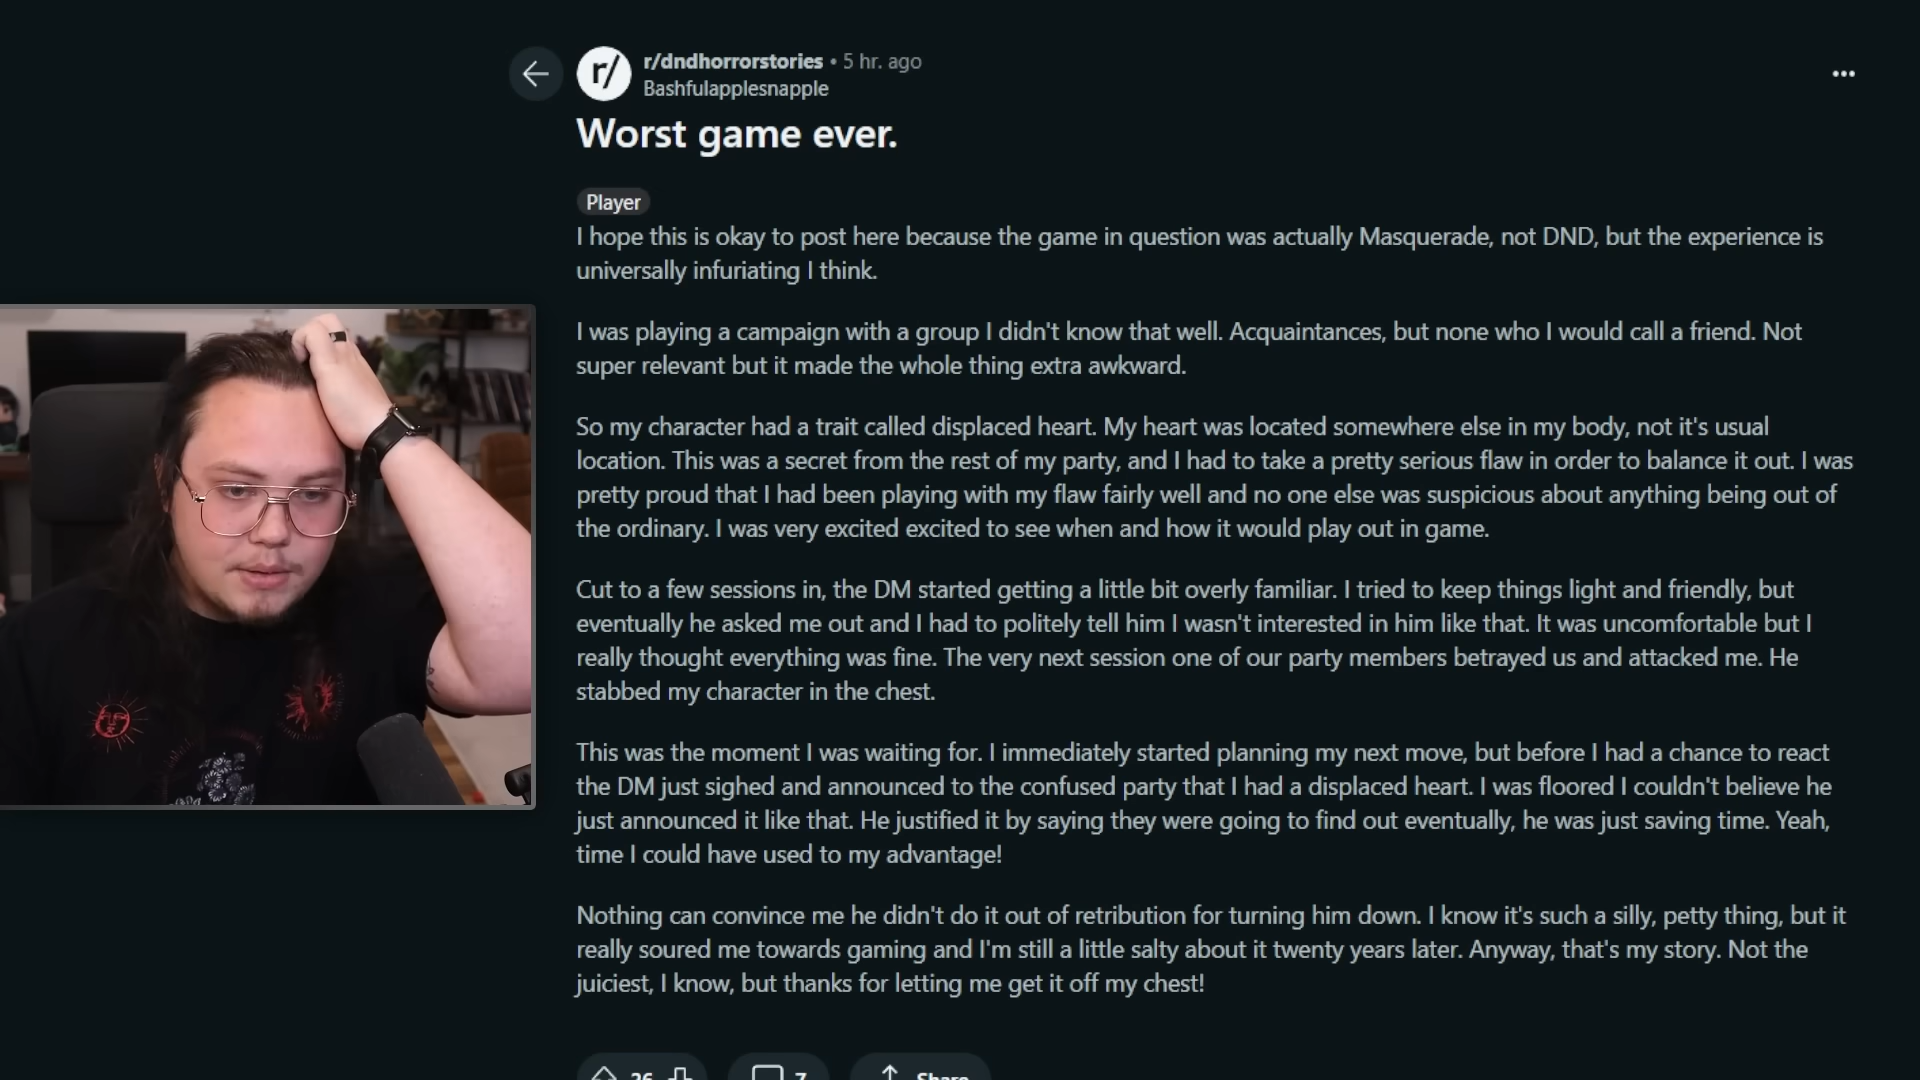 r/dndhorrorstories • 5 hr. ago
Bashfulapplesnapple
Worst game ever.
Player
I hope this is okay to post here because the game in question was actually Masquerade, not DND, but the experience is
universally infuriating I think.
I was playing a campaign with a group I didn't know that well. Acquaintances, but none who I would call a friend. Not
super relevant but it made the whole thing extra awkward.
So my character had a trait called displaced heart. My heart was located somewhere else in my body, not it's usual
location. This was a secret from the rest of my party, and I had to take a pretty serious flaw in order to balance it out. I was
pretty proud that I had been playing with my flaw fairly well and no one else was suspicious about anything being out of
the ordinary. I was very excited excited to see when and how it would play out in game.
Cut to a few sessions in, the DM started getting a little bit overly familiar. I tried to keep things light and friendly, but
eventually he asked me out and I had to politely tell him I wasn't interested in him like that. It was uncomfortable but I
really thought everything was fine. The very next session one of our party members betrayed us and attacked me. He
stabbed my character in the chest.
This was the moment I was waiting for. I immediately started planning my next move, but before I had a chance to react
the DM just sighed and announced to the confused party that I had a displaced heart. I was floored I couldn't believe he
just announced it like that. He justified it by saying they were going to find out eventually, he was just saving time. Yeah,
time I could have used to my advantage!
Nothing can convince me he didn't do it out of retribution for turning him down. I know it's such a silly, petty thing, but it
really soured me towards gaming and I'm still a little salty about it twenty years later. Anyway, that's my story. Not the
juiciest, I know, but thanks for letting me get it off my chest!
26 7 Share
r/